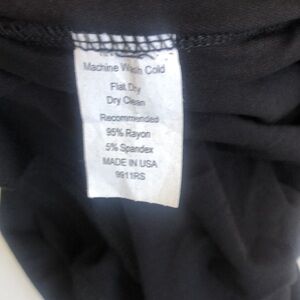 Machine Wash Cold
Flat Dry
Dry Clean
Recommended
95% Rayon
5% Spandex
MADE IN USA
9911RS